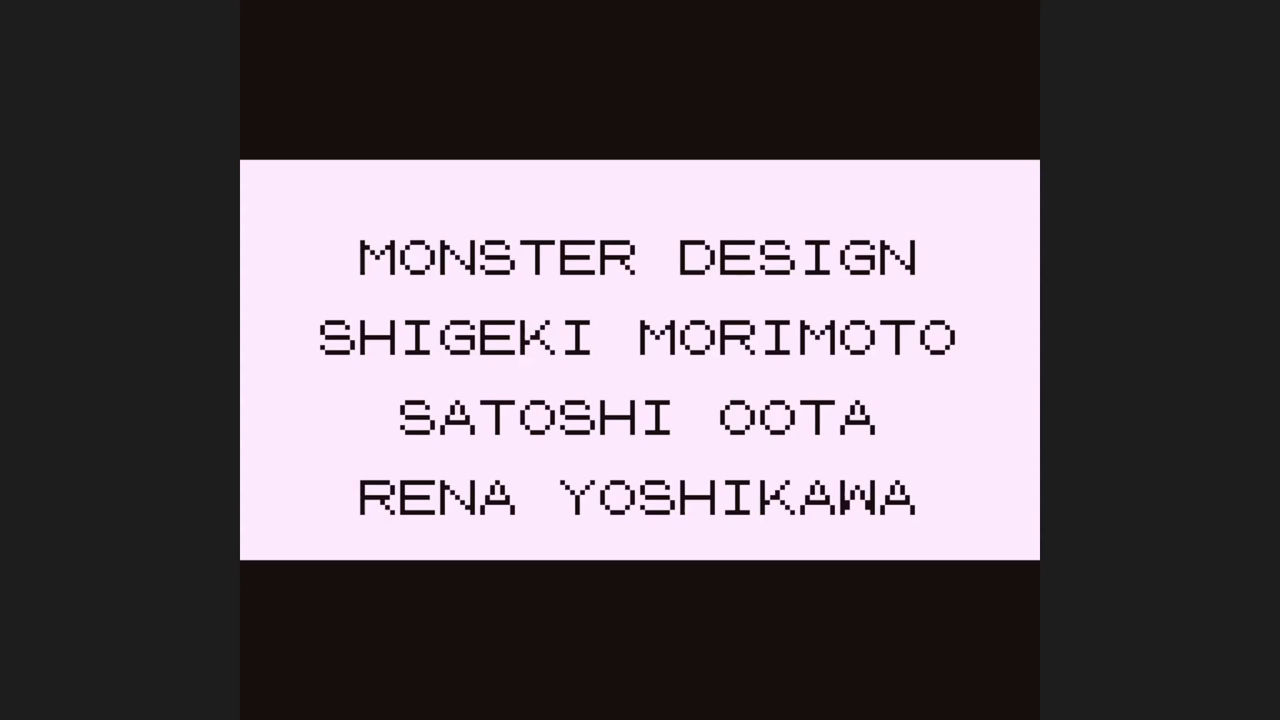 MONSTER DESIGN
SHIGEKI MORIMOTO
SATOSHI OOTA
RENA YOSHIKAWA